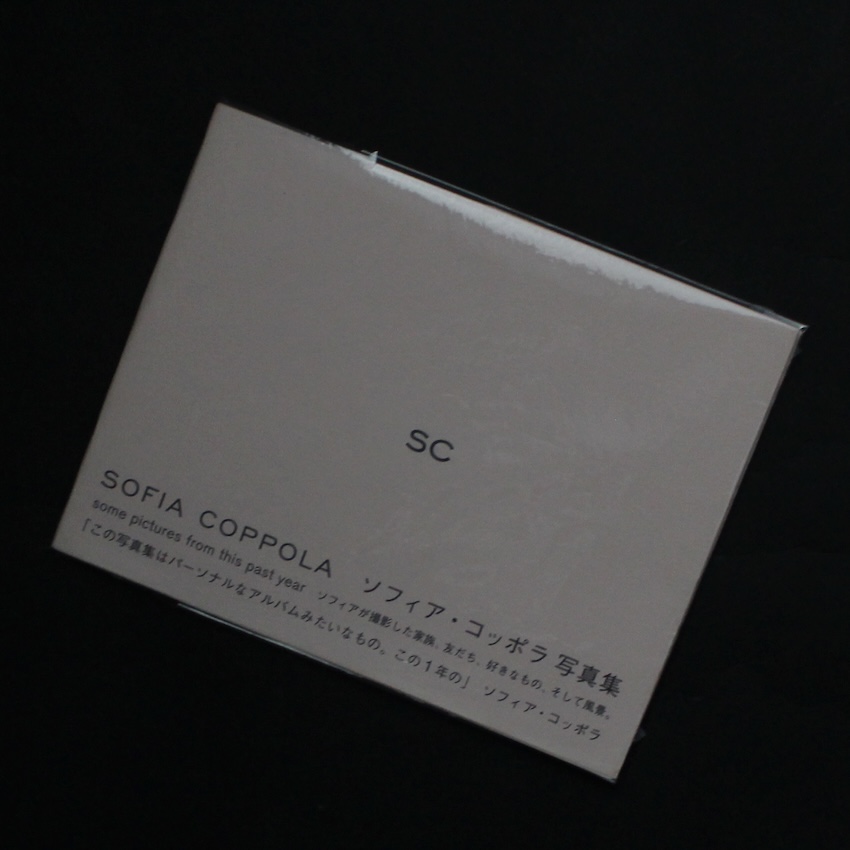 SC
SOFIA COPPOLA ソフィア・コッポラ 写真集
some pictures from this past year ソフィアが撮影した家族、友だち、好きなもの、そして風景。
「この写真集はパーソナルなアルバムみたいなもの。この1年の」 ソフィア・コッポラ